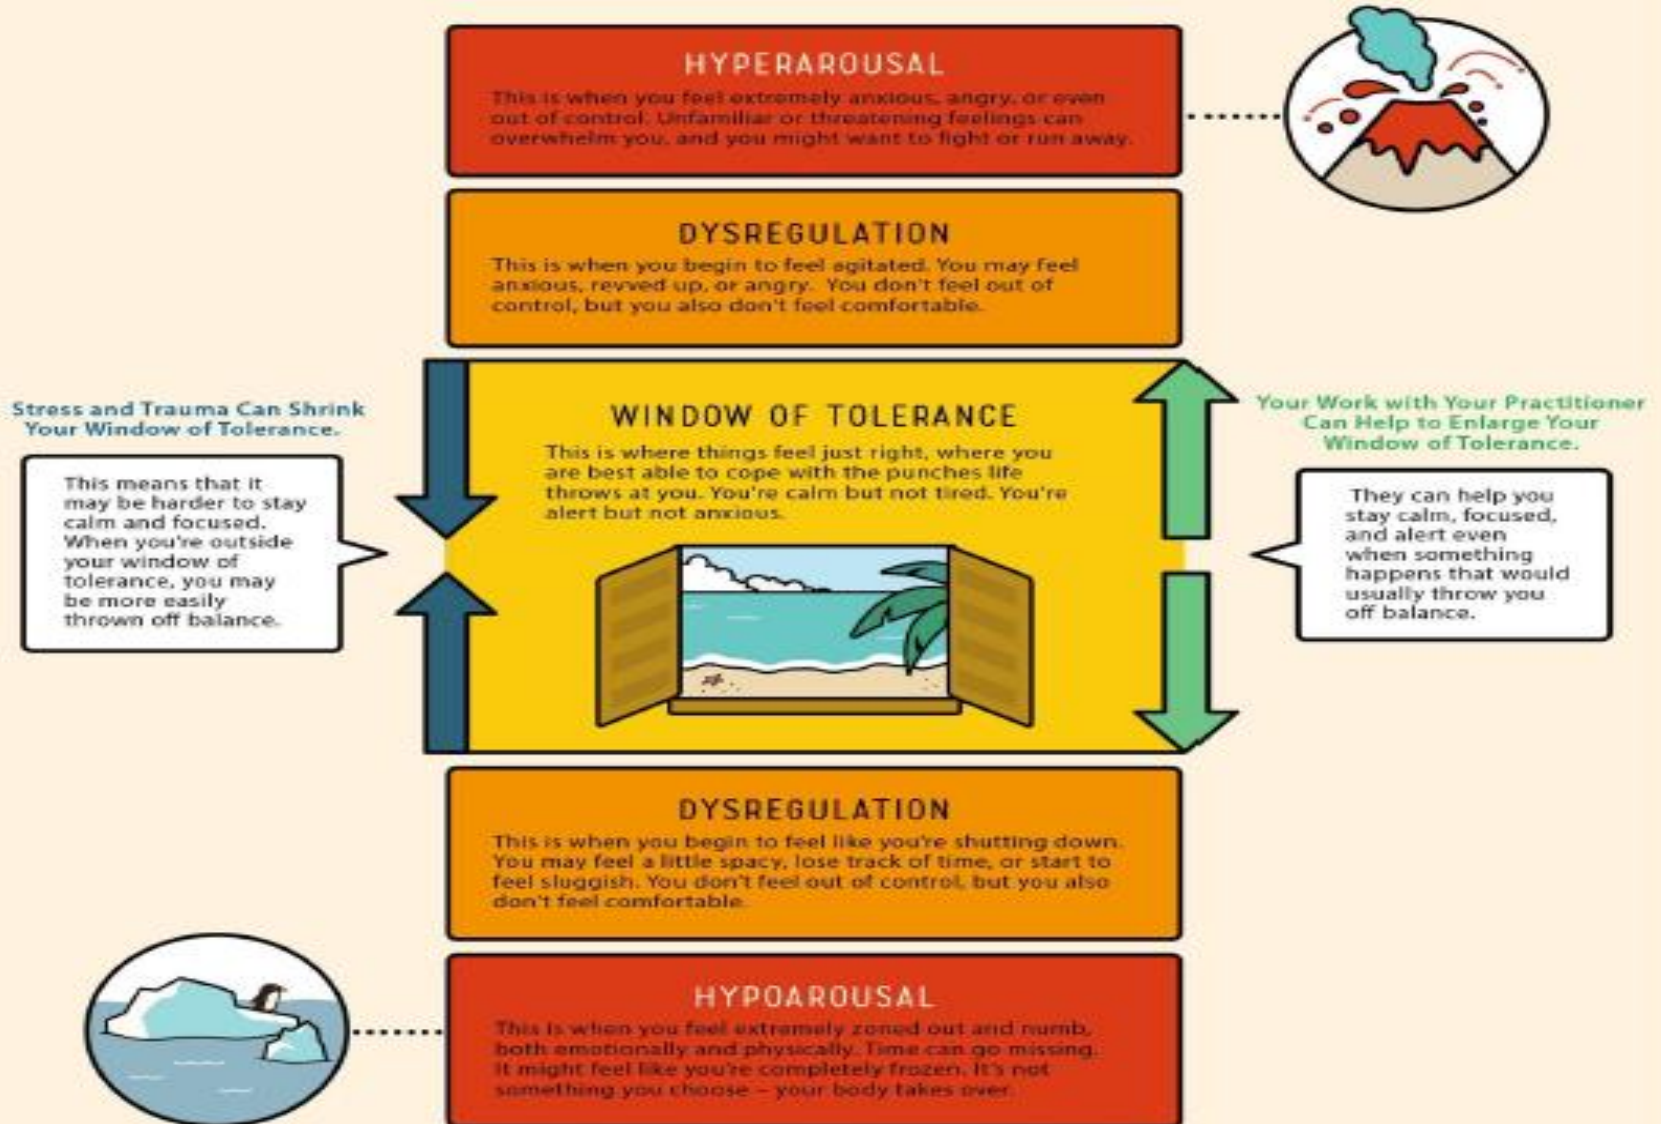 HYPERAROUSAL
This is when you feel extremely anxious, angry, or even
out of control. Unfamiliar or threatening feelings can
overwhelm you, and you might want to fight or run away.
DYSREGULATION
This is when you begin to feel agitated. You may feel
anxious, revved up, or angry.  You don't feel out of
control, but you also don't feel comfortable.
Stress and Trauma Can Shrink
Your Window of Tolerance.
This means that it
may be harder to stay
calm and focused.
When you're outside
your window of
tolerance, you may
be more easily
thrown off balance.
WINDOW OF TOLERANCE
This is where things feel just right, where you
are best able to cope with the punches life
throws at you. You're calm but not tired. You're
alert but not anxious.
Your Work with Your Practitioner
Can Help to Enlarge Your
Window of Tolerance.
They can help you
stay calm, focused,
and alert even
when something
happens that would
usually throw you
off balance.
DYSREGULATION
This is when you begin to feel like you're shutting down.
You may feel a little spacy, lose track of time, or start to
feel sluggish. You don't feel out of control, but you also
don't feel comfortable.
HYPOAROUSAL
This is when you feel extremely zoned out and numb,
both emotionally and physically. Time can go missing.
It might feel like you're completely frozen. It's not
something you choose – your body takes over.